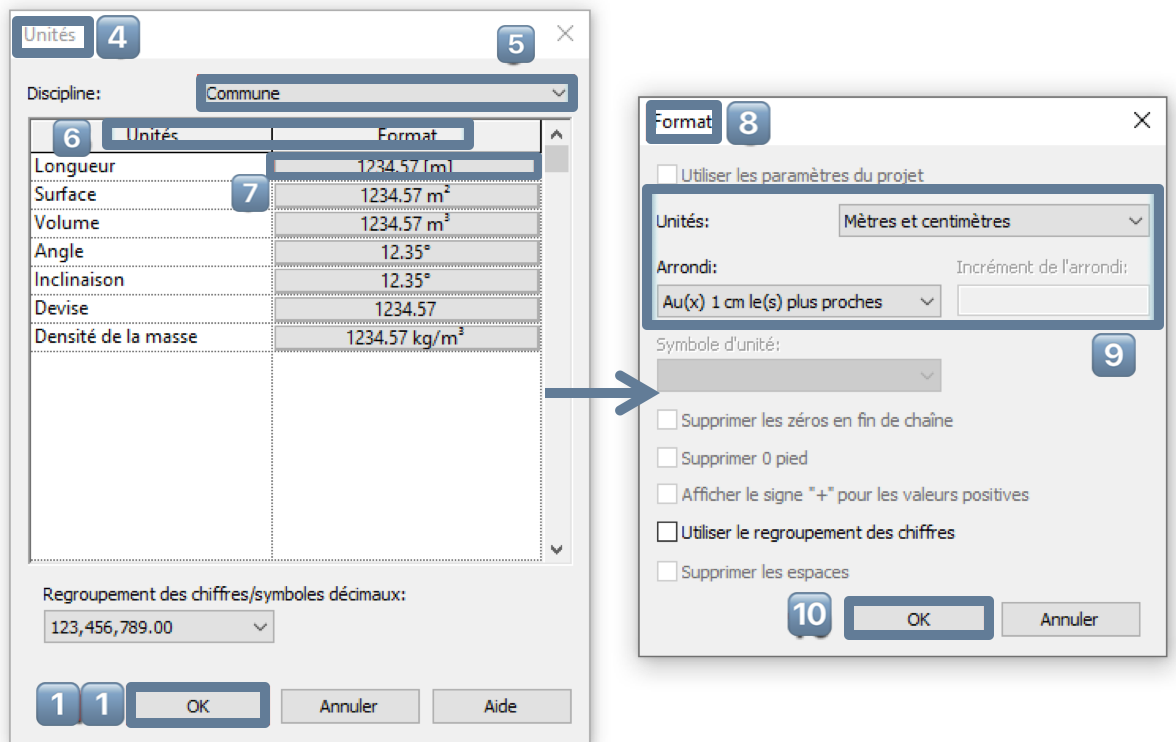 Unités 4
5
Discipline: Commune
6 Unités Format
Longueur 1234.57 [m]
7
Surface 1234.57 m²
Volume 1234.57 m³
Angle 12.35°
Inclinaison 12.35°
Devise 1234.57
Densité de la masse 1234.57 kg/m³
Regroupement des chiffres/symboles décimaux:
123,456,789.00
11 OK Annuler Aide
Format 8
Utiliser les paramètres du projet
Unités: Mètres et centimètres
Arrondi: Incrément de l'arrondi:
Au(x) 1 cm le(s) plus proches
9
Symbole d'unité:
Supprimer les zéros en fin de chaîne
Supprimer 0 pied
Afficher le signe "+" pour les valeurs positives
Utiliser le regroupement des chiffres
Supprimer les espaces
10 OK Annuler